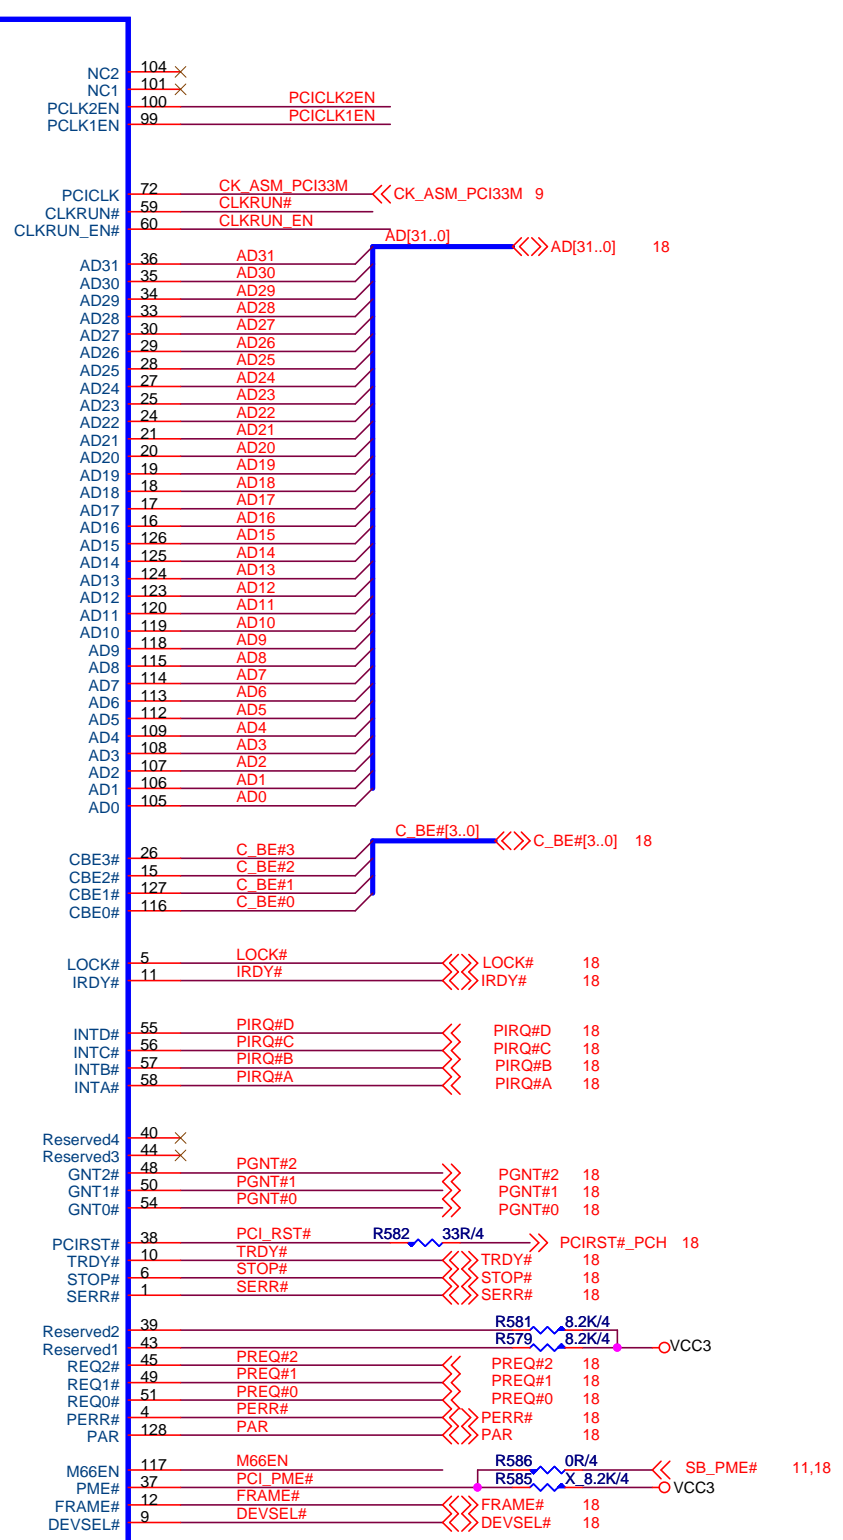 NC2 104
NC1 101
PCLK2EN 100 PCICLK2EN
PCLK1EN 99 PCICLK1EN
PCICLK 72 CK_ASM_PCI33M CK_ASM_PCI33M 9
CLKRUN# 59 CLKRUN#
CLKRUN_EN# 60 CLKRUN_EN
AD[31..0] AD[31..0] 18
AD31 36 AD31
AD30 35 AD30
AD29 34 AD29
AD28 33 AD28
AD27 30 AD27
AD26 29 AD26
AD25 28 AD25
AD24 27 AD24
AD23 25 AD23
AD22 24 AD22
AD21 21 AD21
AD20 20 AD20
AD19 19 AD19
AD18 18 AD18
AD17 17 AD17
AD16 16 AD16
AD15 126 AD15
AD14 125 AD14
AD13 124 AD13
AD12 123 AD12
AD11 120 AD11
AD10 119 AD10
AD9 118 AD9
AD8 115 AD8
AD7 114 AD7
AD6 113 AD6
AD5 112 AD5
AD4 109 AD4
AD3 108 AD3
AD2 107 AD2
AD1 106 AD1
AD0 105 AD0
C_BE#[3..0] C_BE#[3..0] 18
CBE3# 26 C_BE#3
CBE2# 15 C_BE#2
CBE1# 127 C_BE#1
CBE0# 116 C_BE#0
LOCK# 5 LOCK# LOCK# 18
IRDY# 11 IRDY# IRDY# 18
INTD# 55 PIRQ#D PIRQ#D 18
INTC# 56 PIRQ#C PIRQ#C 18
INTB# 57 PIRQ#B PIRQ#B 18
INTA# 58 PIRQ#A PIRQ#A 18
Reserved4 40
Reserved3 44
GNT2# 48 PGNT#2 PGNT#2 18
GNT1# 50 PGNT#1 PGNT#1 18
GNT0# 54 PGNT#0 PGNT#0 18
PCIRST# 38 PCI_RST# R582 33R/4 PCIRST#_PCH 18
TRDY# 10 TRDY# TRDY# 18
STOP# 6 STOP# STOP# 18
SERR# 1 SERR# SERR# 18
Reserved2 39 R581 8.2K/4
Reserved1 43 R579 8.2K/4 VCC3
REQ2# 45 PREQ#2 PREQ#2 18
REQ1# 49 PREQ#1 PREQ#1 18
REQ0# 51 PREQ#0 PREQ#0 18
PERR# 4 PERR# PERR# 18
PAR 128 PAR PAR 18
M66EN 117 M66EN R586 0R/4 SB_PME# 11,18
PME# 37 PCI_PME# R585 X_8.2K/4 VCC3
FRAME# 12 FRAME# FRAME# 18
DEVSEL# 9 DEVSEL# DEVSEL# 18